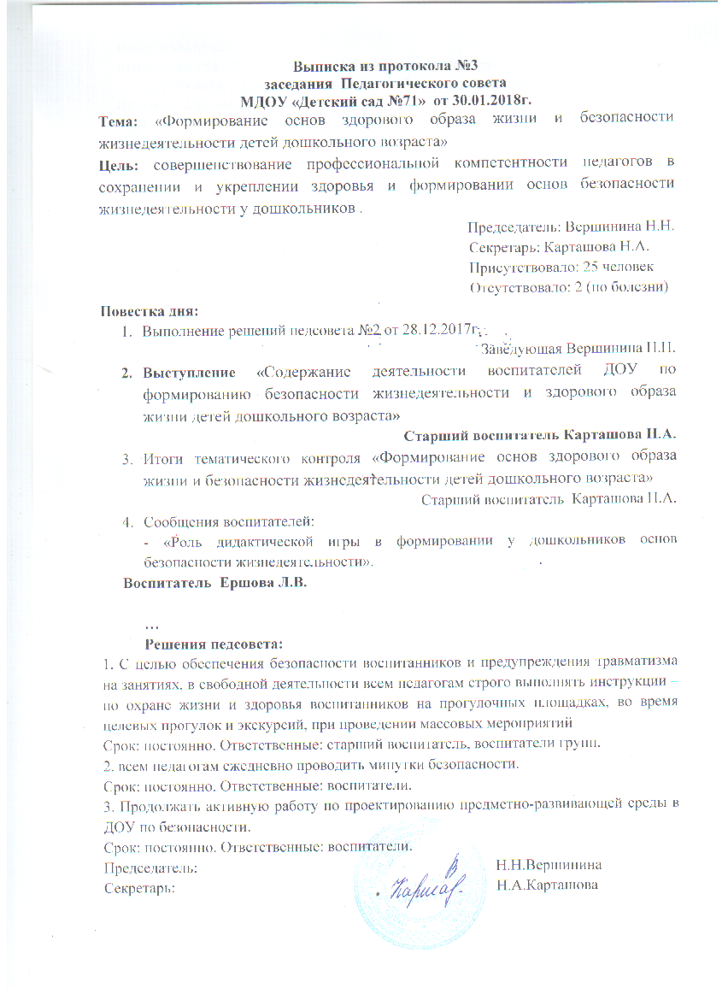 Выписка из протокола №3
заседания Педагогического совета
МДОУ «Детский сад №71» от 30.01.2018г.
Тема: «Формирование основ здорового образа жизни и безопасности
жизнедеятельности детей дошкольного возраста»
Цель: совершенствование профессиональной компетентности педагогов в
сохранении и укреплении здоровья и формировании основ безопасности
жизнедеятельности у дошкольников .
Председатель: Вершинина Н.Н.
Секретарь: Карташова Н.А.
Присутствовало: 25 человек
Отсутствовало: 2 (по болезни)
Повестка дня:
1. Выполнение решений педсовета №2 от 28.12.2017г.
Заведующая Вершинина Н.Н.
2. Выступление «Содержание деятельности воспитателей ДОУ по
формированию безопасности жизнедеятельности и здорового образа
жизни детей дошкольного возраста»
Старший воспитатель Карташова Н.А.
3. Итоги тематического контроля «Формирование основ здорового образа
жизни и безопасности жизнедеятельности детей дошкольного возраста»
Старший воспитатель Карташова Н.А.
4. Сообщения воспитателей:
- «Роль дидактической игры в формировании у дошкольников основ
безопасности жизнедеятельности».
Воспитатель Ершова Л.В.
…
Решения педсовета:
1. С целью обеспечения безопасности воспитанников и предупреждения травматизма
на занятиях, в свободной деятельности всем педагогам строго выполнять инструкции –
по охране жизни и здоровья воспитанников на прогулочных площадках, во время
целевых прогулок и экскурсий, при проведении массовых мероприятий
Срок: постоянно. Ответственные: старший воспитатель, воспитатели групп.
2. всем педагогам ежедневно проводить минутки безопасности.
Срок: постоянно. Ответственные: воспитатели.
3. Продолжать активную работу по проектированию предметно-развивающей среды в
ДОУ по безопасности.
Срок: постоянно. Ответственные: воспитатели.
Председатель: Н.Н.Вершинина
Секретарь: Н.А.Карташова